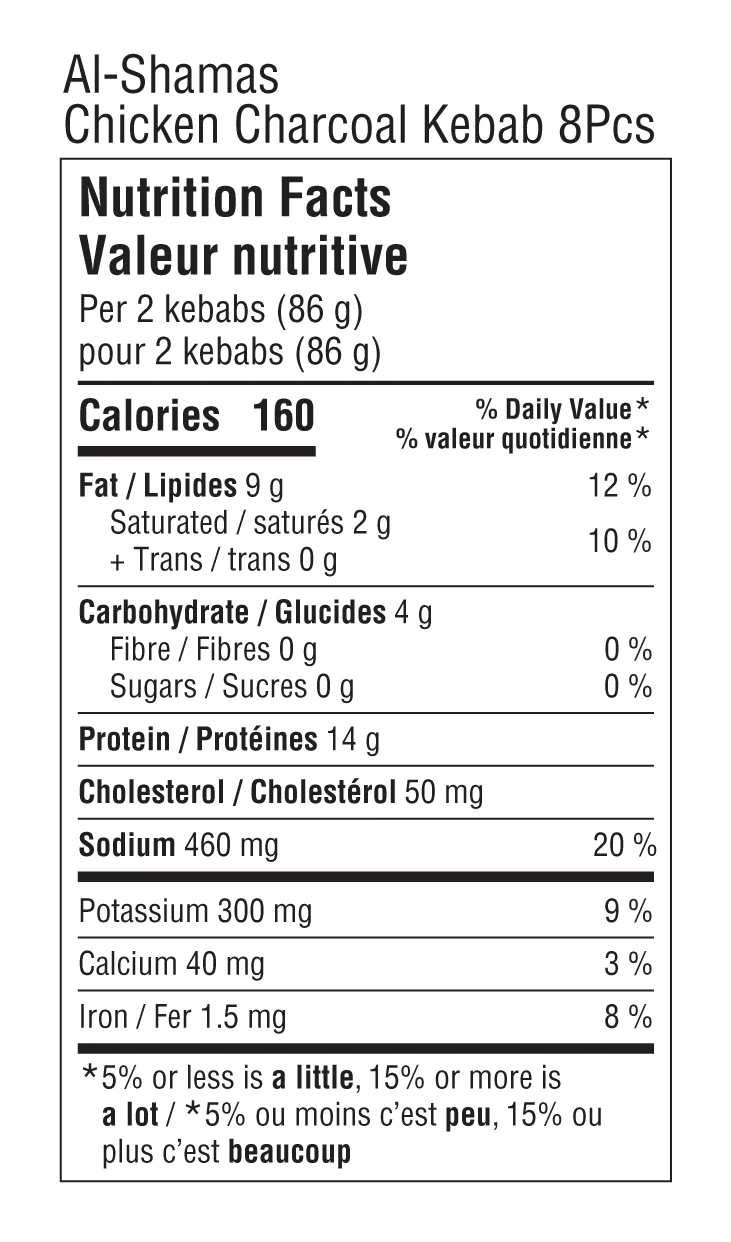 Al-Shamas
Chicken Charcoal Kebab 8Pcs
Nutrition Facts
Valeur nutritive
Per 2 kebabs (86 g)
pour 2 kebabs (86 g)
Calories 160
% Daily Value*
% valeur quotidienne*
Fat / Lipides 9 g 12 %
Saturated / saturés 2 g
+ Trans / trans 0 g
10 %
Carbohydrate / Glucides 4 g
Fibre / Fibres 0 g 0 %
Sugars / Sucres 0 g 0 %
Protein / Protéines 14 g
Cholesterol / Cholestérol 50 mg
Sodium 460 mg 20 %
Potassium 300 mg 9 %
Calcium 40 mg 3 %
Iron / Fer 1.5 mg 8 %
*5% or less is a little, 15% or more is
a lot / *5% ou moins c’est peu, 15% ou
plus c’est beaucoup